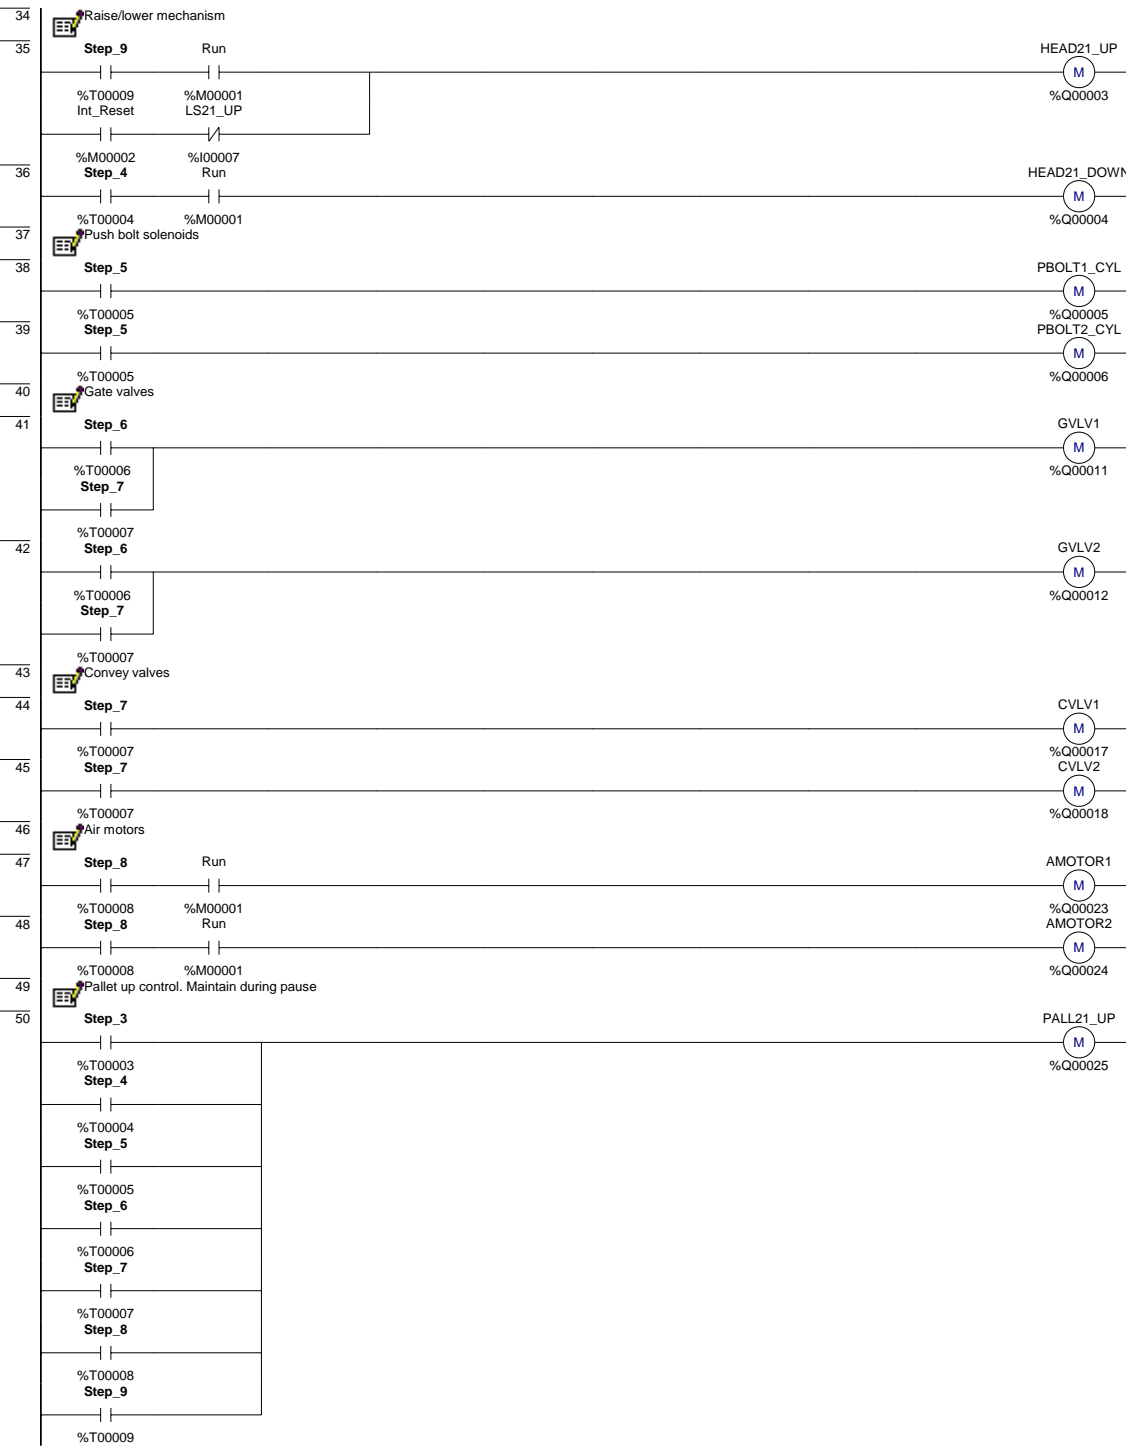 34 Raise/lower mechanism
35 Step_9 Run HEAD21_UP
M
%T00009 %M00001 %Q00003
Int_Reset LS21_UP
%M00002 %I00007
36 Step_4 Run HEAD21_DOWN
M
%T00004 %M00001 %Q00004
37 Push bolt solenoids
38 Step_5 PBOLT1_CYL
M
%T00005 %Q00005
39 Step_5 PBOLT2_CYL
M
%T00005 %Q00006
40 Gate valves
41 Step_6 GVLV1
M
%T00006 %Q00011
Step_7
%T00007
42 Step_6 GVLV2
M
%T00006 %Q00012
Step_7
%T00007
43 Convey valves
44 Step_7 CVLV1
M
%T00007 %Q00017
45 Step_7 CVLV2
M
%T00007 %Q00018
46 Air motors
47 Step_8 Run AMOTOR1
M
%T00008 %M00001 %Q00023
48 Step_8 Run AMOTOR2
M
%T00008 %M00001 %Q00024
49 Pallet up control. Maintain during pause
50 Step_3 PALL21_UP
M
%T00003 %Q00025
Step_4
%T00004
Step_5
%T00005
Step_6
%T00006
Step_7
%T00007
Step_8
%T00008
Step_9
%T00009